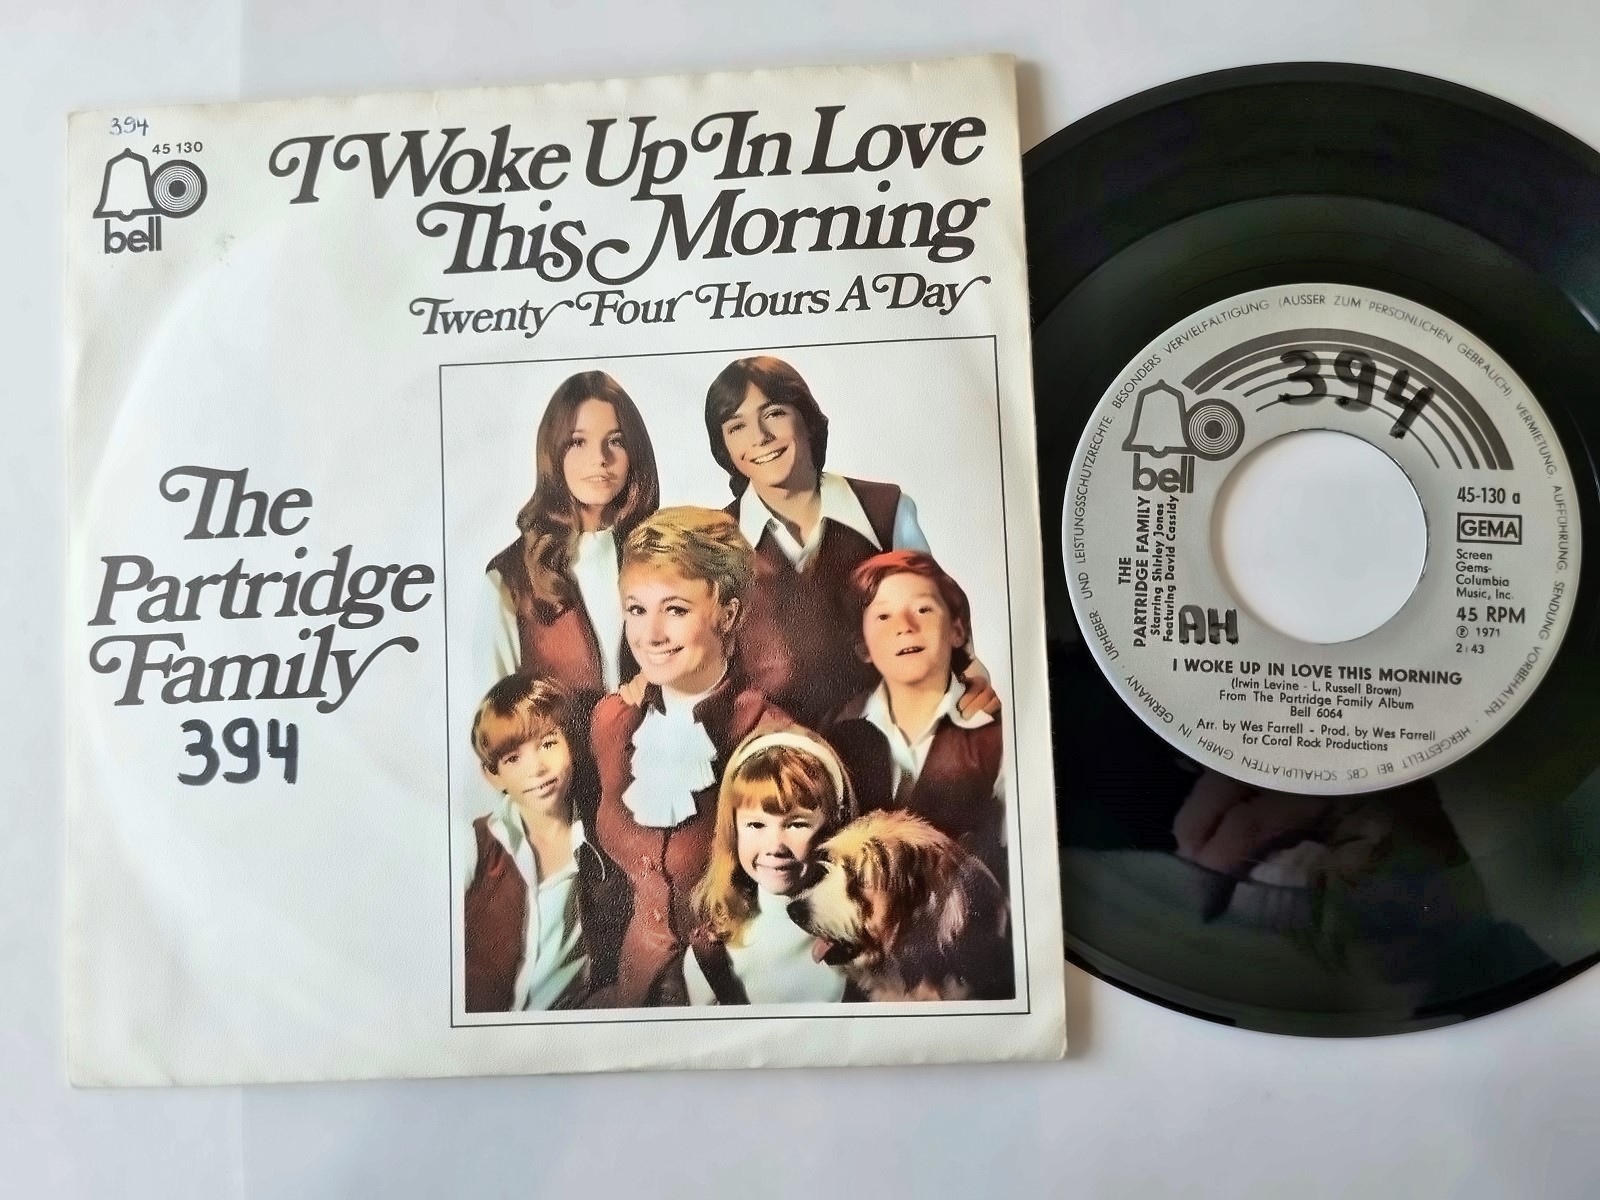 394
45 130
bell
I Woke Up In Love
This Morning
Twenty Four Hours A Day
The
Partridge
Family
394
394
bell
THE
PARTRIDGE FAMILY
Starring Shirley Jones
Featuring David Cassidy
AH
45-130 a
GEMA
Screen
Gems-
Columbia
Music, Inc.
45 RPM
℗ 1971
2:43
I WOKE UP IN LOVE THIS MORNING
(Irwin Levine - L. Russell Brown)
From The Partridge Family Album
Bell 6064
Arr. by Wes Farrell - Prod. by Wes Farrell
for Coral Rock Productions
URHEBER UND LEISTUNGSSCHUTZRECHTE, BESONDERS VERVIELFÄLTIGUNG (AUSSER ZUM PERSÖNLICHEN GEBRAUCH) VERMIETUNG, AUFFÜHRUNG, SENDUNG VORBEHALTEN · HERGESTELLT BEI CBS SCHALLPLATTEN GMBH IN GERMANY ·